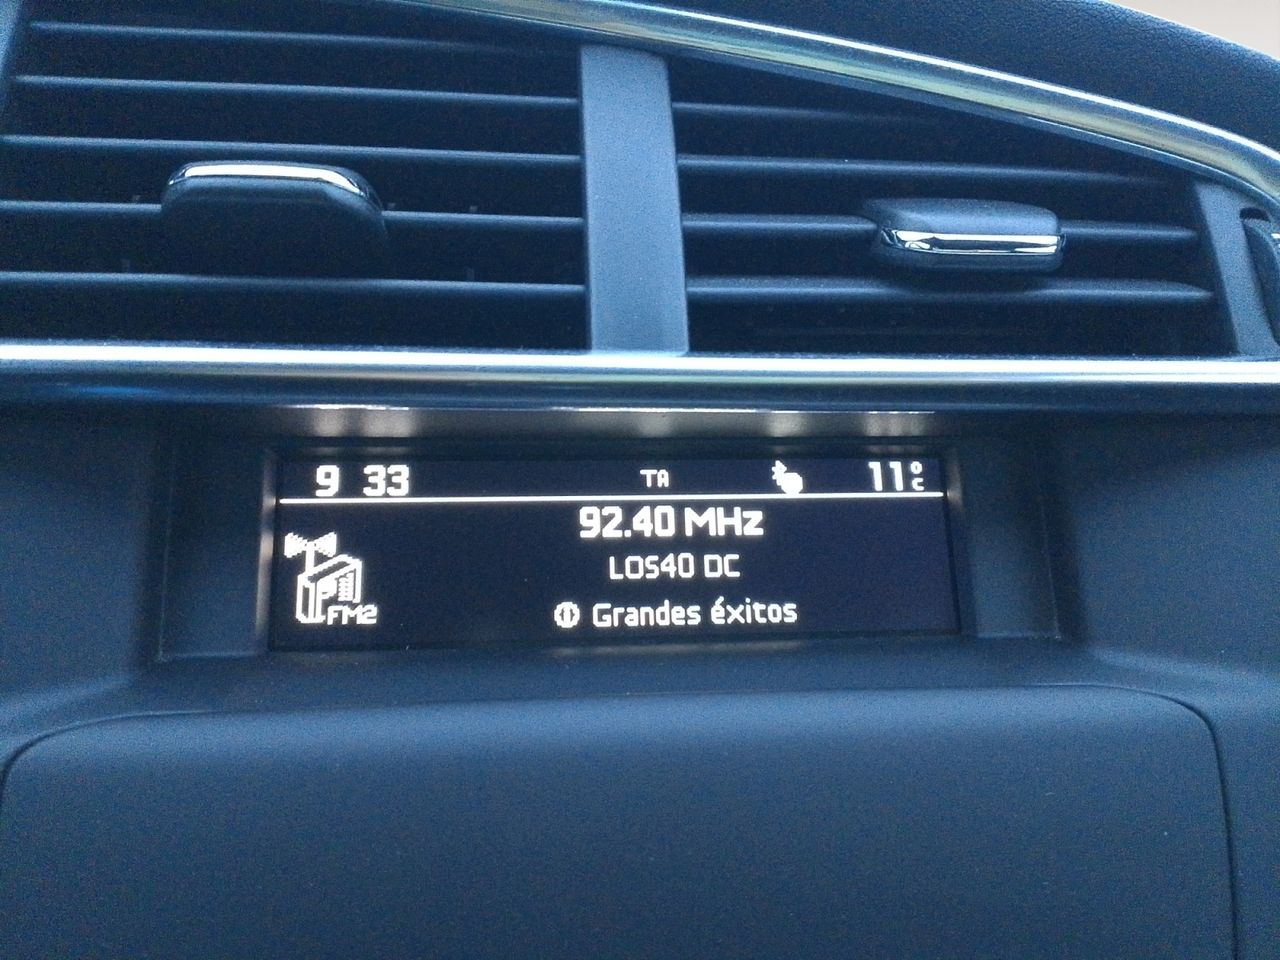 9 33 TA 11°C
92.40 MHz
LOS40 DC
FM2
Grandes éxitos